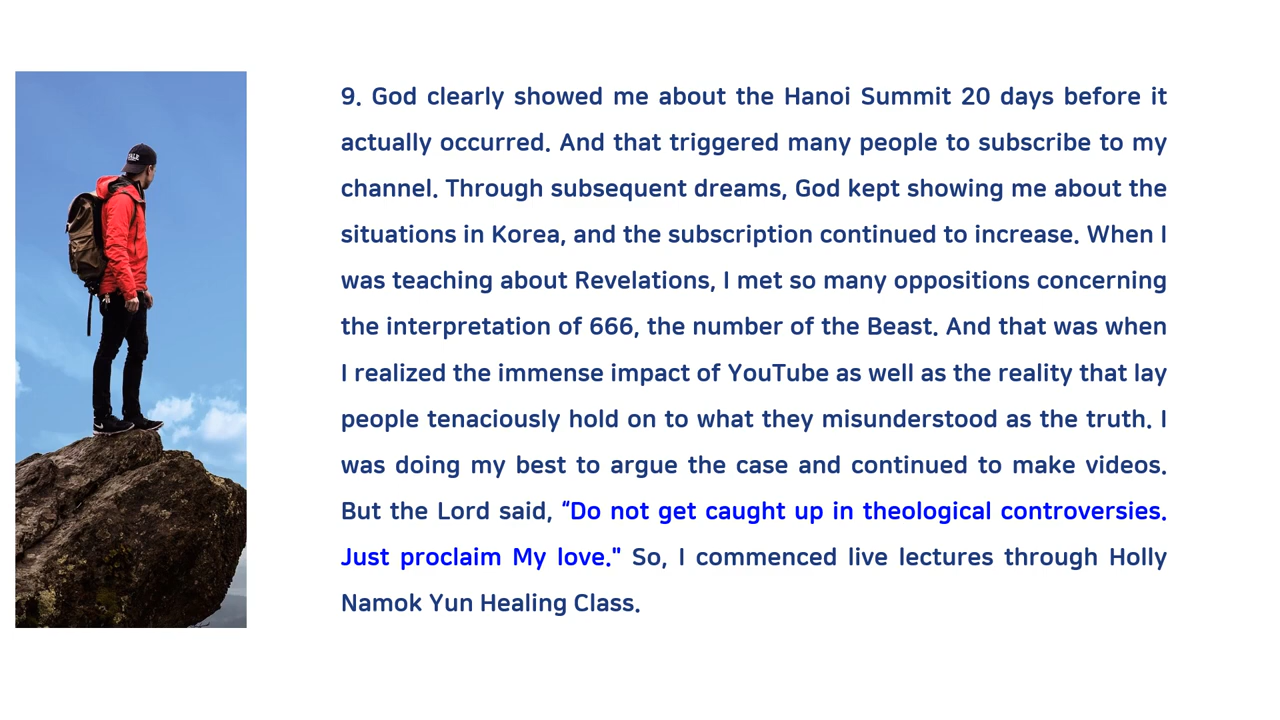 9. God clearly showed me about the Hanoi Summit 20 days before it
actually occurred. And that triggered many people to subscribe to my
channel. Through subsequent dreams, God kept showing me about the
situations in Korea, and the subscription continued to increase. When I
was teaching about Revelations, I met so many oppositions concerning
the interpretation of 666, the number of the Beast. And that was when
I realized the immense impact of YouTube as well as the reality that lay
people tenaciously hold on to what they misunderstood as the truth. I
was doing my best to argue the case and continued to make videos.
But the Lord said, “Do not get caught up in theological controversies.
Just proclaim My love." So, I commenced live lectures through Holly
Namok Yun Healing Class.